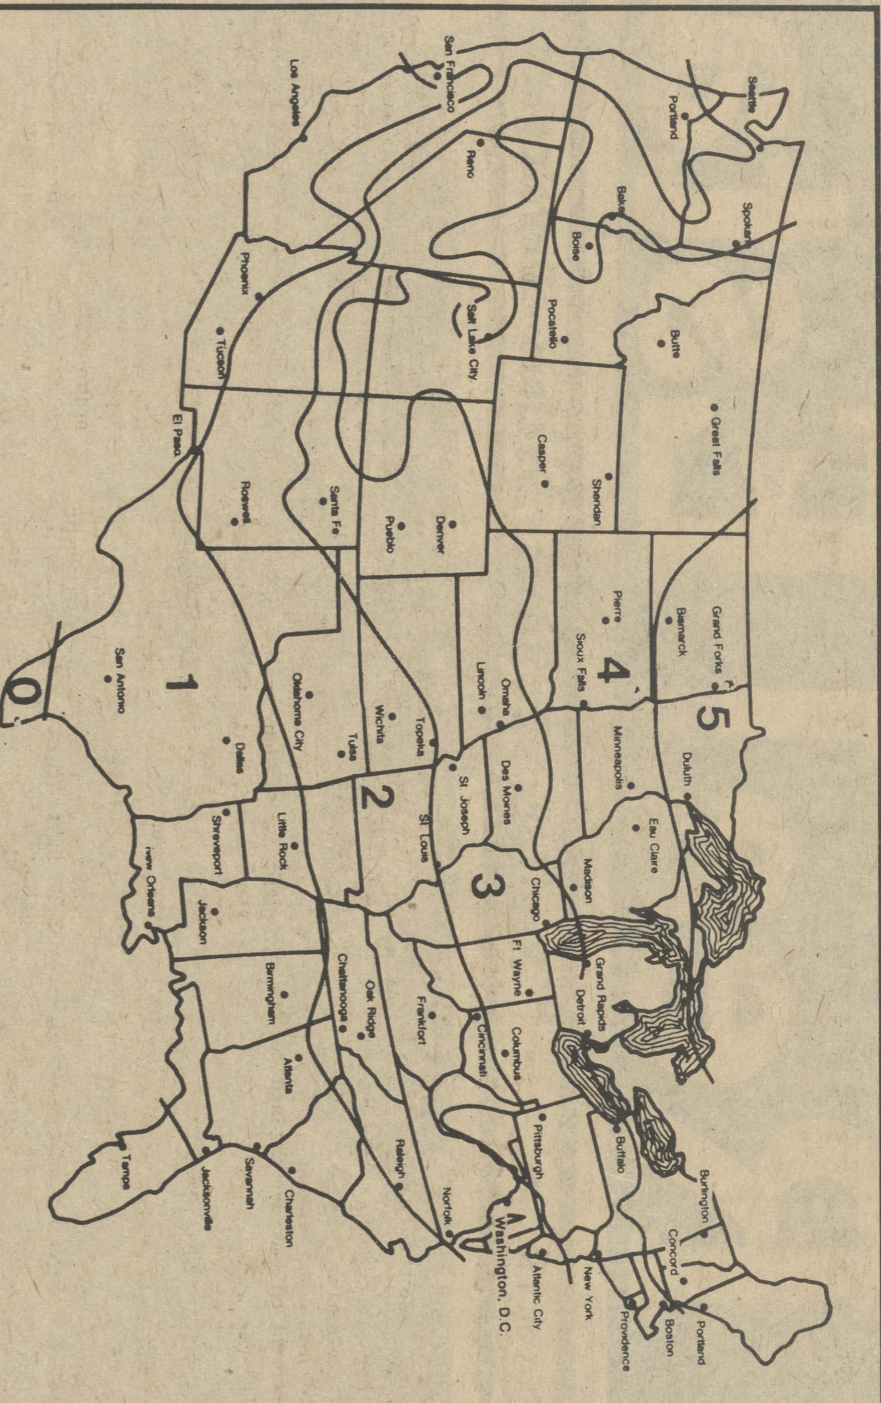 Seattle
Spokane
Portland
Baker
Boise
Pocatello
Butte
Great Falls
San Francisco
Los Angeles
Reno
Salt Lake City
Phoenix
Tucson
El Paso
Casper
Sheridan
Denver
Pueblo
Santa Fe
Roswell
Grand Forks
Bismarck
Pierre
Sioux Falls
4
5
Duluth
Minneapolis
Eau Claire
Madison
Omaha
Lincoln
Des Moines
St Joseph
Topeka
Wichita
Tulsa
Oklahoma City
2
St Louis
3
Chicago
1
San Antonio
Dallas
0
Little Rock
Shreveport
New Orleans
Jackson
Birmingham
Chattanooga
Oak Ridge
Frankfort
Cincinnati
Columbus
Ft Wayne
Grand Rapids
Detroit
Atlanta
Tampa
Jacksonville
Savannah
Charleston
Raleigh
Norfolk
Washington, D.C.
Pittsburgh
Buffalo
Atlantic City
New York
Burlington
Concord
Providence
Boston
Portland